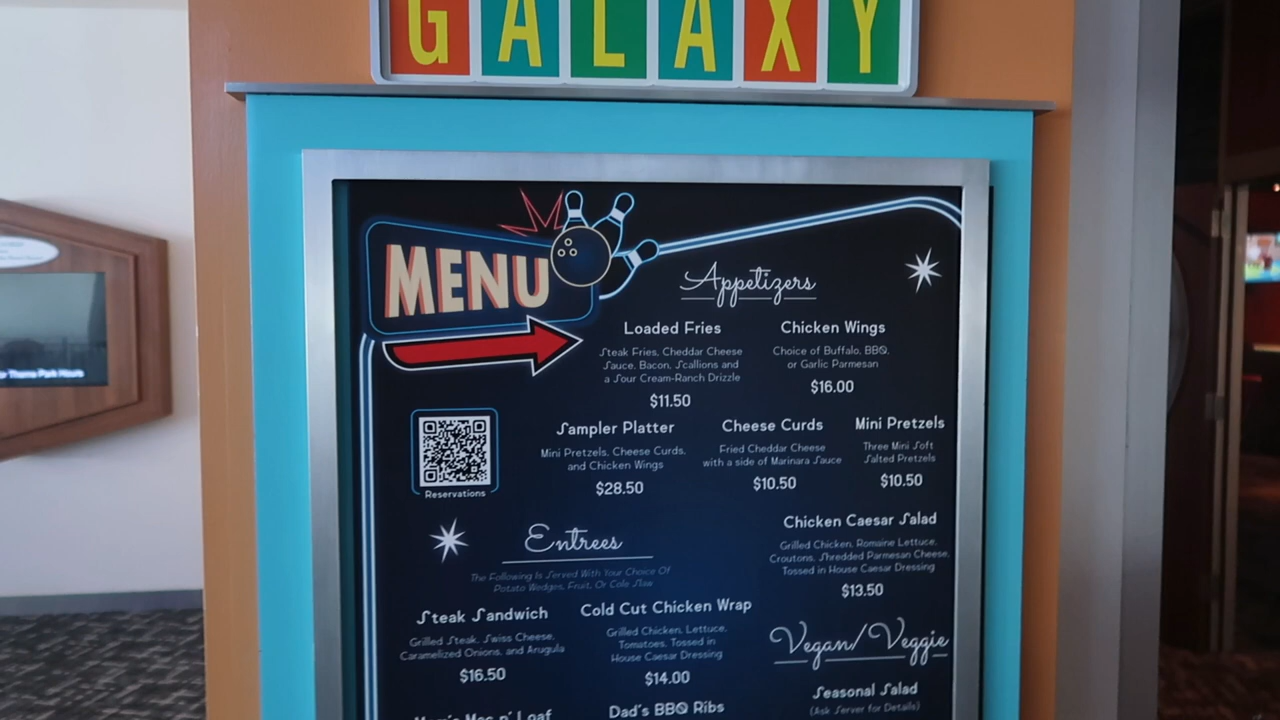 GALAXY
MENU
Appetizers
Loaded Fries
Steak Fries, Cheddar Cheese
Sauce, Bacon, Scallions and
a Sour Cream-Ranch Drizzle
$11.50
Chicken Wings
Choice of Buffalo, BBQ,
or Garlic Parmesan
$16.00
Reservations
Sampler Platter
Mini Pretzels, Cheese Curds,
and Chicken Wings
$28.50
Cheese Curds
Fried Cheddar Cheese
with a side of Marinara Sauce
$10.50
Mini Pretzels
Three Mini Soft
Salted Pretzels
$10.50
Chicken Caesar Salad
Grilled Chicken, Romaine Lettuce,
Croutons, Shredded Parmesan Cheese,
Tossed in House Caesar Dressing
$13.50
Entrees
The Following Is Served With Your Choice Of
Potato Wedges, Fruit, Or Cole Slaw
Steak Sandwich
Grilled Steak, Swiss Cheese,
Caramelized Onions, and Arugula
$16.50
Cold Cut Chicken Wrap
Grilled Chicken, Lettuce,
Tomatoes, Tossed in
House Caesar Dressing
$14.00
Mom's Mac n' Loaf
Dad's BBQ Ribs
Vegan/Veggie
Seasonal Salad
(Ask Server for Details)
Theme Park Hours